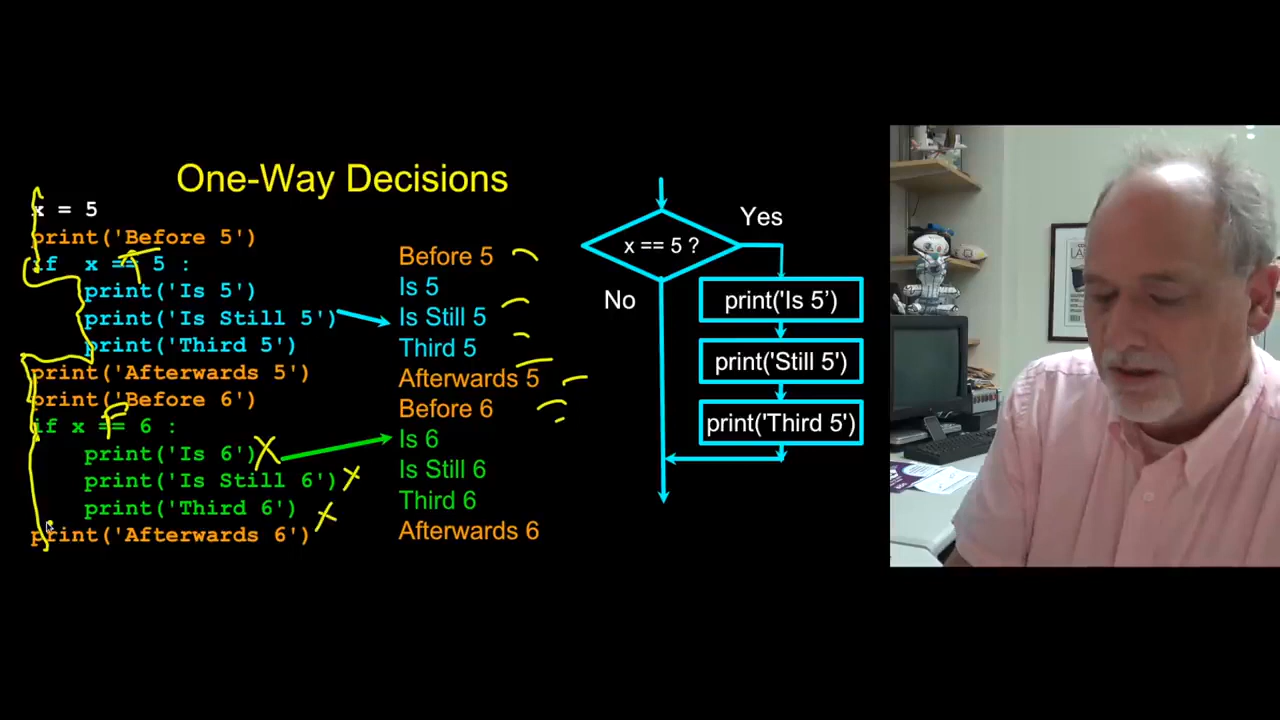 One-Way Decisions
x = 5
print('Before 5')
if x == 5 :
print('Is 5')
print('Is Still 5')
print('Third 5')
print('Afterwards 5')
print('Before 6')
if x == 6 :
print('Is 6')
print('Is Still 6')
print('Third 6')
print('Afterwards 6')
Before 5
Is 5
Is Still 5
Third 5
Afterwards 5
Before 6
Is 6
Is Still 6
Third 6
Afterwards 6
x == 5 ?
Yes
No
print('Is 5’)
print('Still 5')
print('Third 5')
T
F
X
X
X